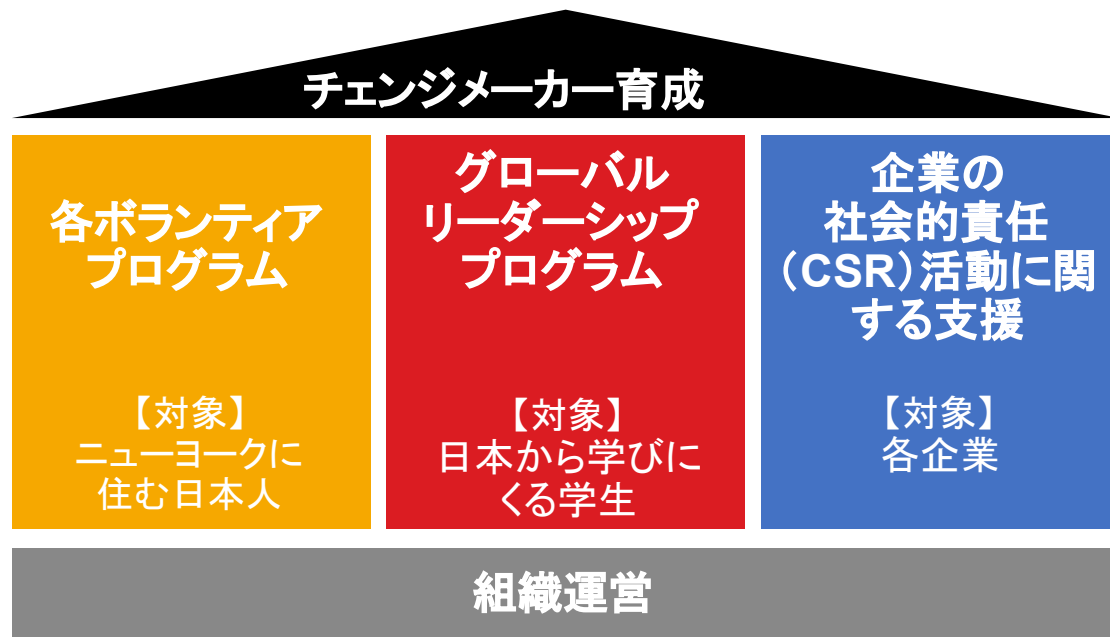 チェンジメーカー育成
各ボランティア
プログラム
【対象】
ニューヨークに
住む日本人
グローバル
リーダーシップ
プログラム
【対象】
日本から学びに
くる学生
企業の
社会的責任
（CSR）活動に関
する支援
【対象】
各企業
組織運営